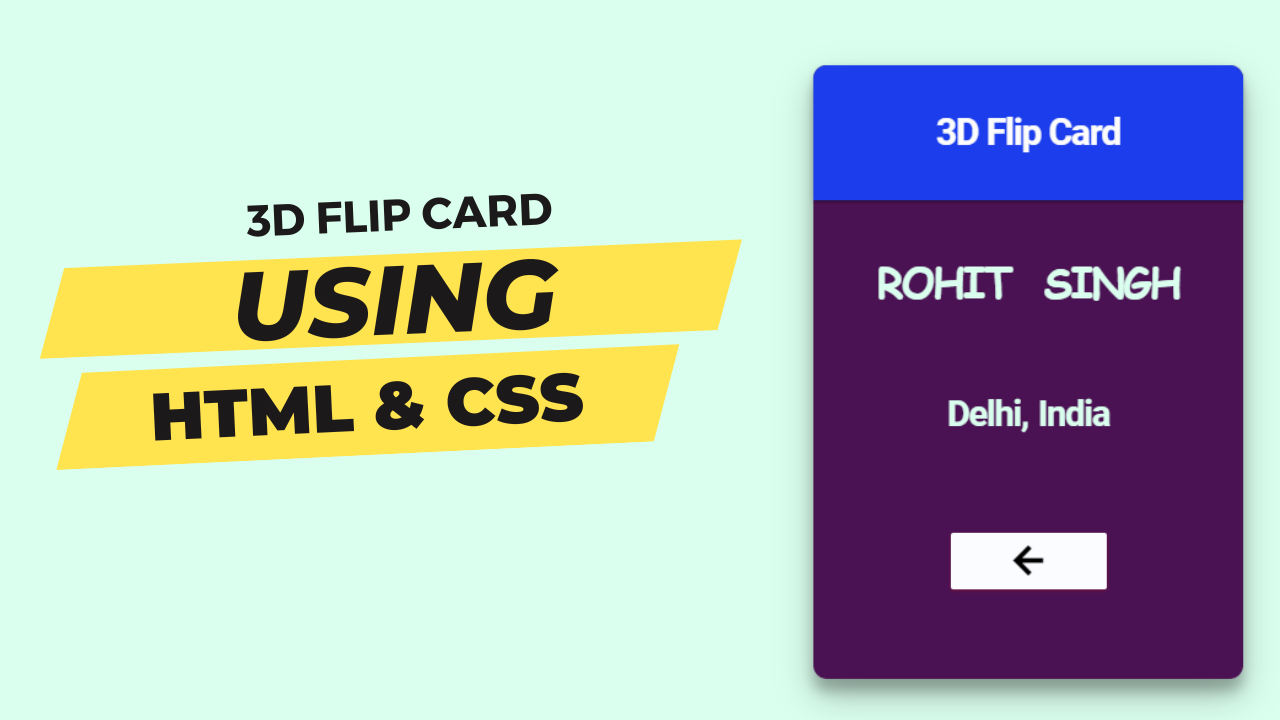 3D FLIP CARD
USING
HTML & CSS
3D Flip Card
ROHIT SINGH
Delhi, India